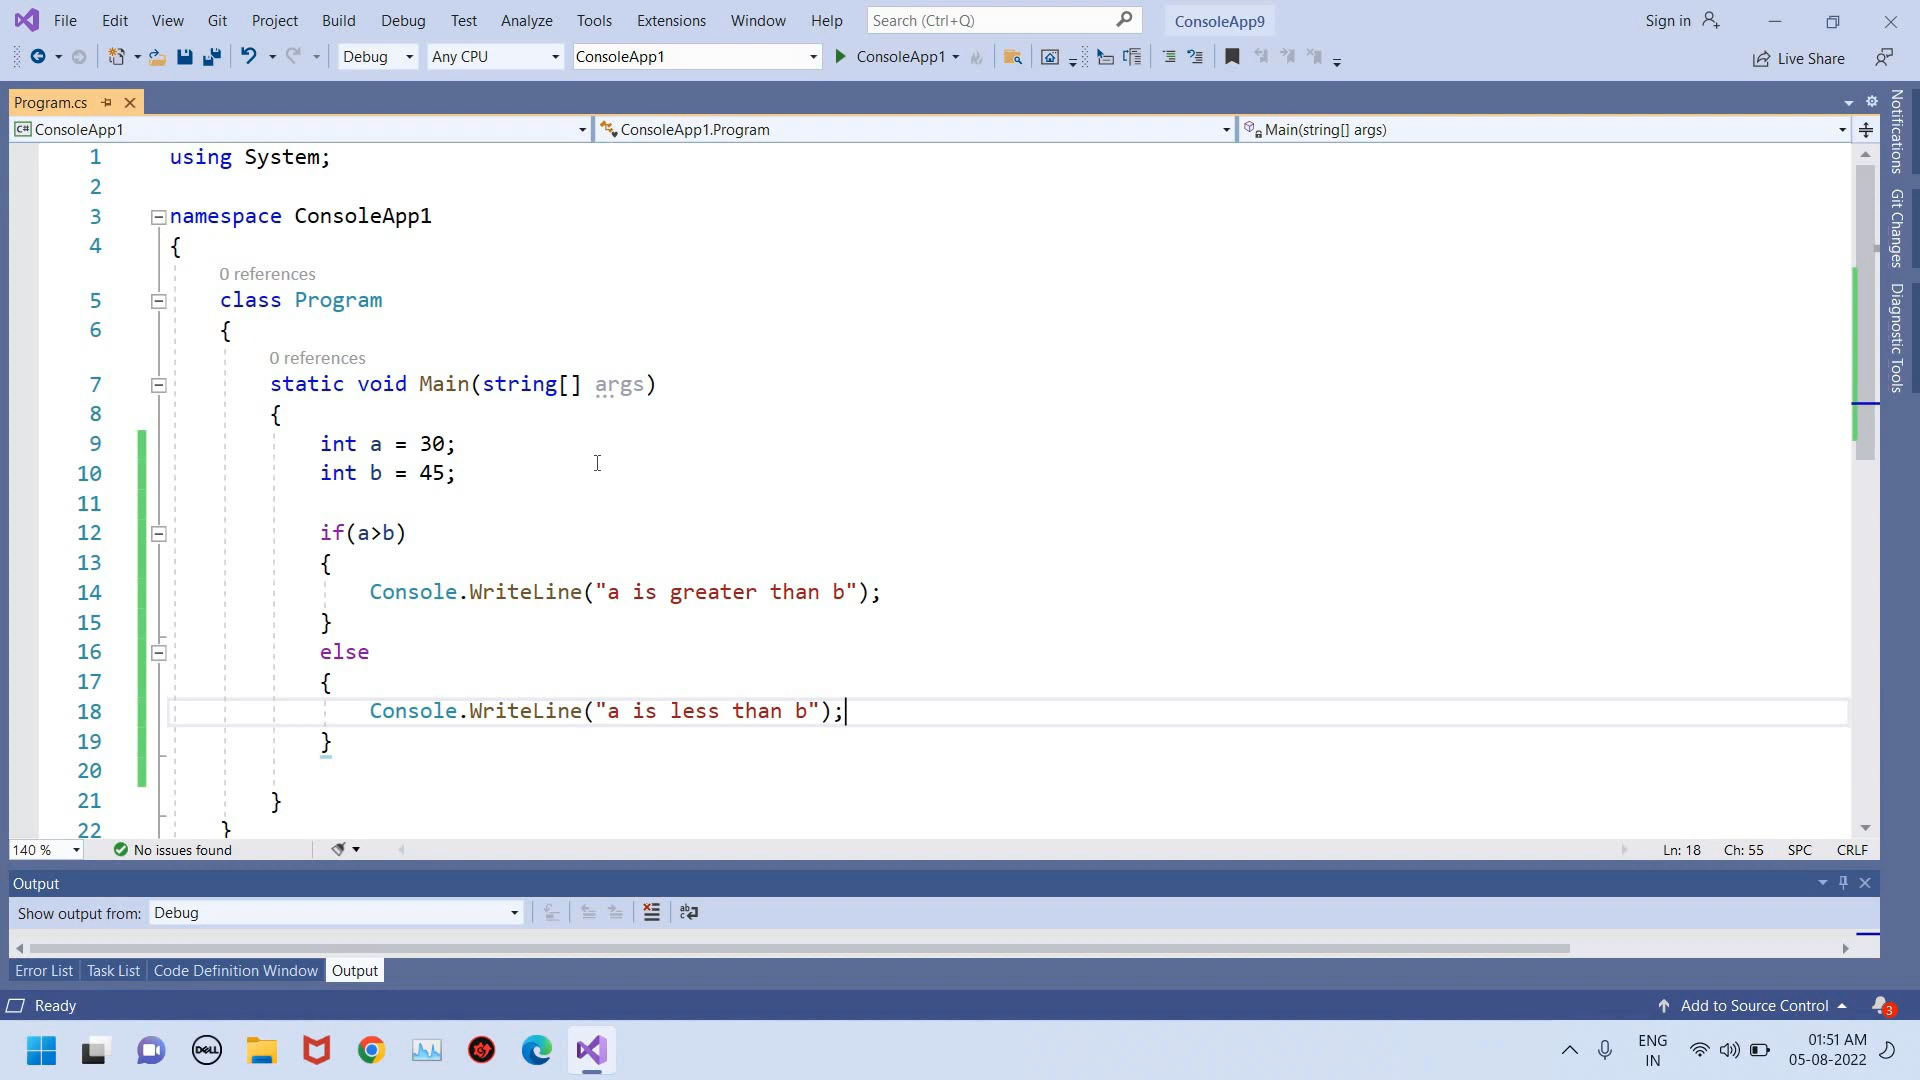 File Edit View Git Project Build Debug Test Analyze Tools Extensions Window Help Search (Ctrl+Q) ConsoleApp9 Sign in
Debug Any CPU ConsoleApp1 ConsoleApp1 Live Share
Program.cs
C# ConsoleApp1 ConsoleApp1.Program Main(string[] args)
1 using System;
2
3 namespace ConsoleApp1
4 {
0 references
5 class Program
6 {
0 references
7 static void Main(string[] args)
8 {
9 int a = 30;
10 int b = 45;
11
12 if(a>b)
13 {
14 Console.WriteLine("a is greater than b");
15 }
16 else
17 {
18 Console.WriteLine("a is less than b");
19 }
20
21 }
22 }
140 % No issues found Ln: 18 Ch: 55 SPC CRLF
Output
Show output from: Debug
Error List Task List Code Definition Window Output
Ready Add to Source Control 3
Notifications
Git Changes
Diagnostic Tools
DELL
ENG
IN
01:51 AM
05-08-2022